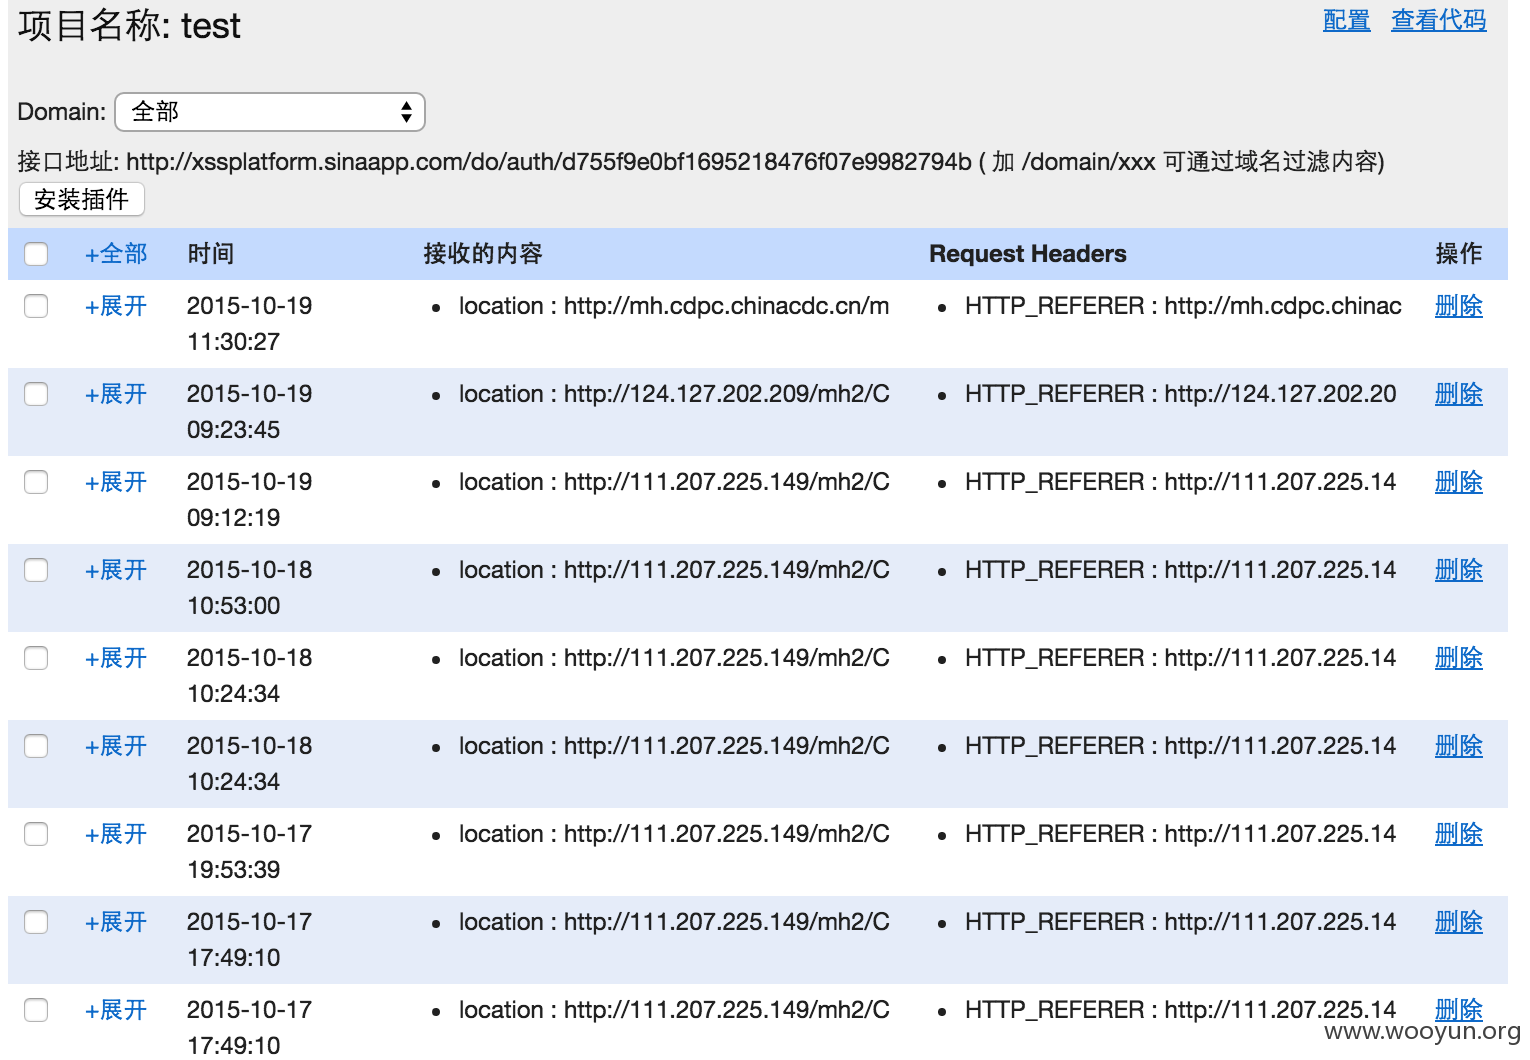 项目名称: test
配置 查看代码
Domain: 全部
接口地址: http://xssplatform.sinaapp.com/do/auth/d755f9e0bf1695218476f07e9982794b ( 加 /domain/xxx 可通过域名过滤内容)
安装插件
+全部 时间 接收的内容 Request Headers 操作
+展开 2015-10-19 • location : http://mh.cdpc.chinacdc.cn/m • HTTP_REFERER : http://mh.cdpc.chinac 删除
11:30:27
+展开 2015-10-19 • location : http://124.127.202.209/mh2/C • HTTP_REFERER : http://124.127.202.20 删除
09:23:45
+展开 2015-10-19 • location : http://111.207.225.149/mh2/C • HTTP_REFERER : http://111.207.225.14 删除
09:12:19
+展开 2015-10-18 • location : http://111.207.225.149/mh2/C • HTTP_REFERER : http://111.207.225.14 删除
10:53:00
+展开 2015-10-18 • location : http://111.207.225.149/mh2/C • HTTP_REFERER : http://111.207.225.14 删除
10:24:34
+展开 2015-10-18 • location : http://111.207.225.149/mh2/C • HTTP_REFERER : http://111.207.225.14 删除
10:24:34
+展开 2015-10-17 • location : http://111.207.225.149/mh2/C • HTTP_REFERER : http://111.207.225.14 删除
19:53:39
+展开 2015-10-17 • location : http://111.207.225.149/mh2/C • HTTP_REFERER : http://111.207.225.14 删除
17:49:10
+展开 2015-10-17 • location : http://111.207.225.149/mh2/C • HTTP_REFERER : http://111.207.225.14 删除
17:49:10
www.wooyun.org